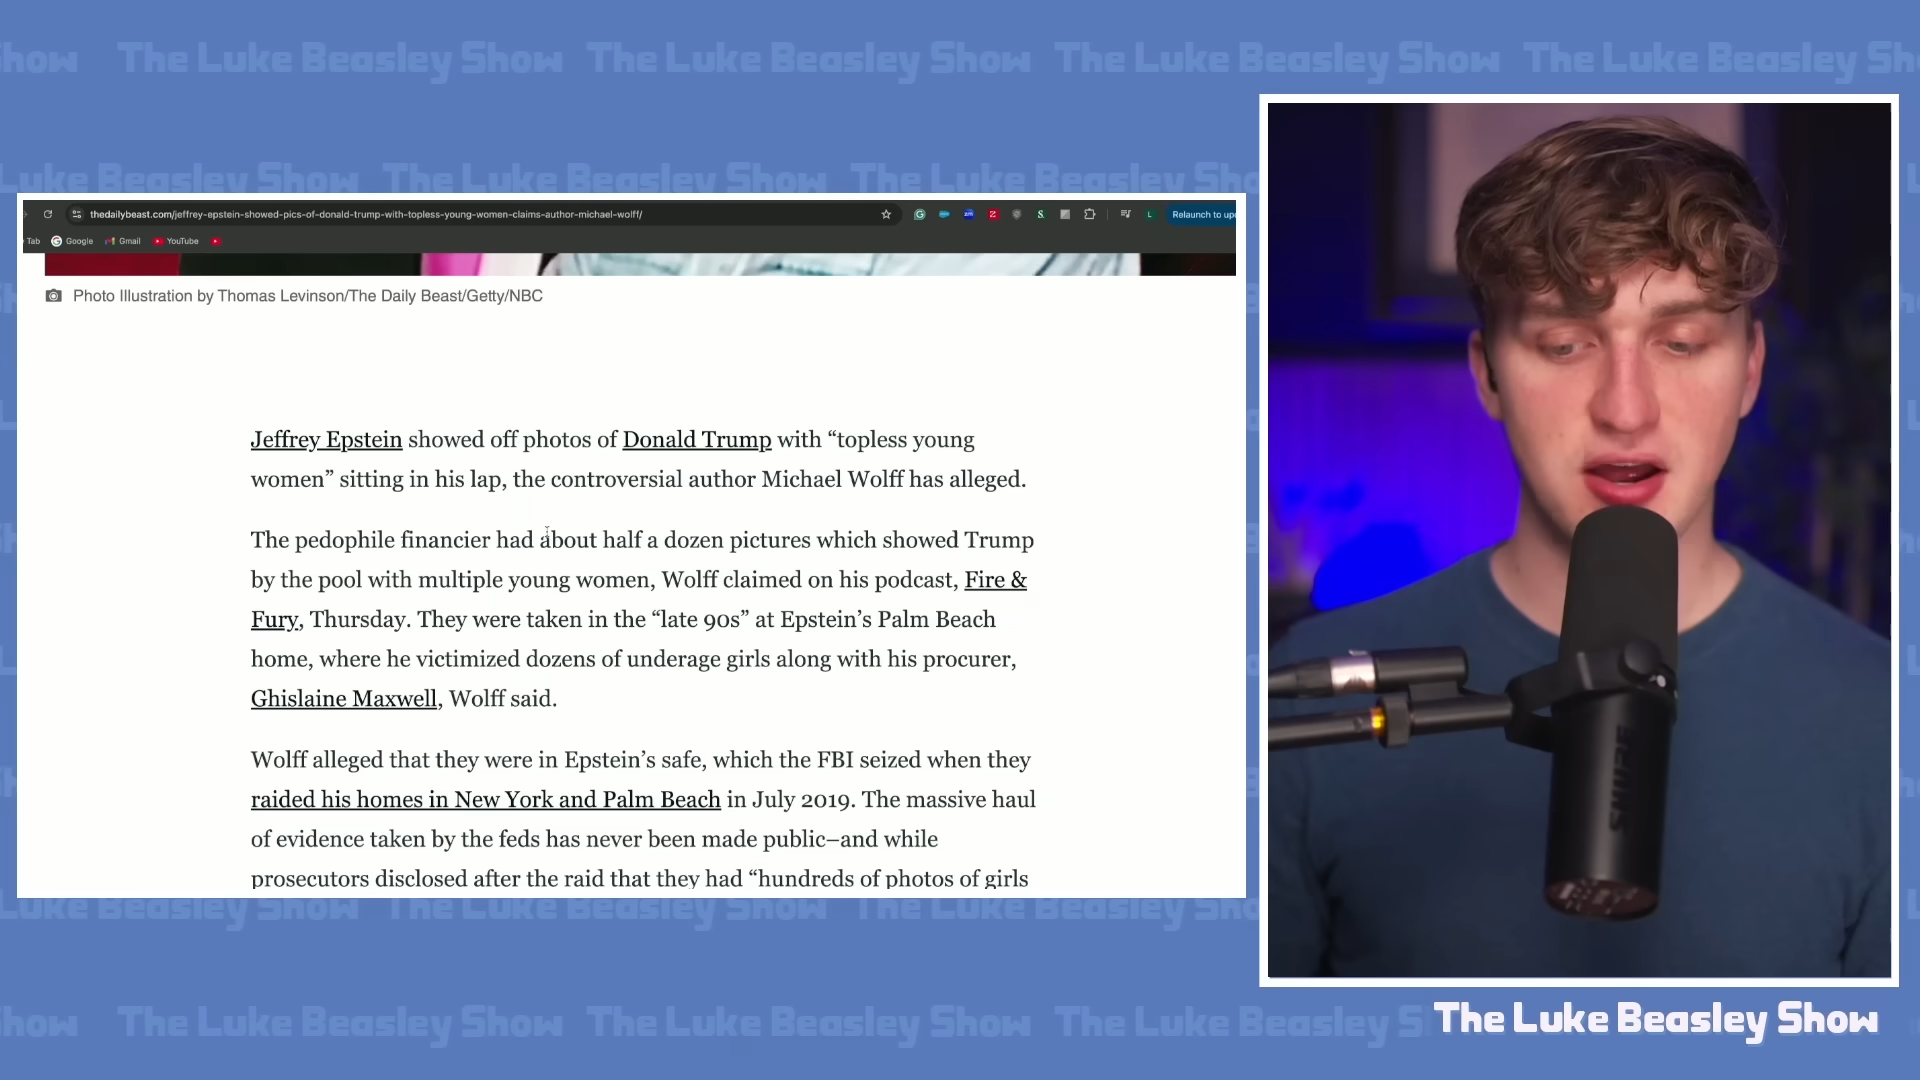 how The Luke Beasley Show The Luke Beasley Show The Luke Beasley Show The Luke Beasley Sh
Luke Beasley Show The Luke Beasley Show The Luke Beasley Sho
thedailybeast.com/jeffrey-epstein-showed-pics-of-donald-trump-with-topless-young-women-claims-author-michael-wolff/ Relaunch to up
Tab Google Gmail YouTube
Photo Illustration by Thomas Levinson/The Daily Beast/Getty/NBC
Jeffrey Epstein showed off photos of Donald Trump with “topless young
women” sitting in his lap, the controversial author Michael Wolff has alleged.
The pedophile financier had about half a dozen pictures which showed Trump
by the pool with multiple young women, Wolff claimed on his podcast, Fire &
Fury, Thursday. They were taken in the “late 90s” at Epstein’s Palm Beach
home, where he victimized dozens of underage girls along with his procurer,
Ghislaine Maxwell, Wolff said.
Wolff alleged that they were in Epstein’s safe, which the FBI seized when they
raided his homes in New York and Palm Beach in July 2019. The massive haul
of evidence taken by the feds has never been made public–and while
prosecutors disclosed after the raid that they had “hundreds of photos of girls
SHURE
Luke Beasley Show The Luke Beasley Show The Luke Beasley Sho
how The Luke Beasley Show The Luke Beasley Show The Luke Beasley S
The Luke Beasley Show